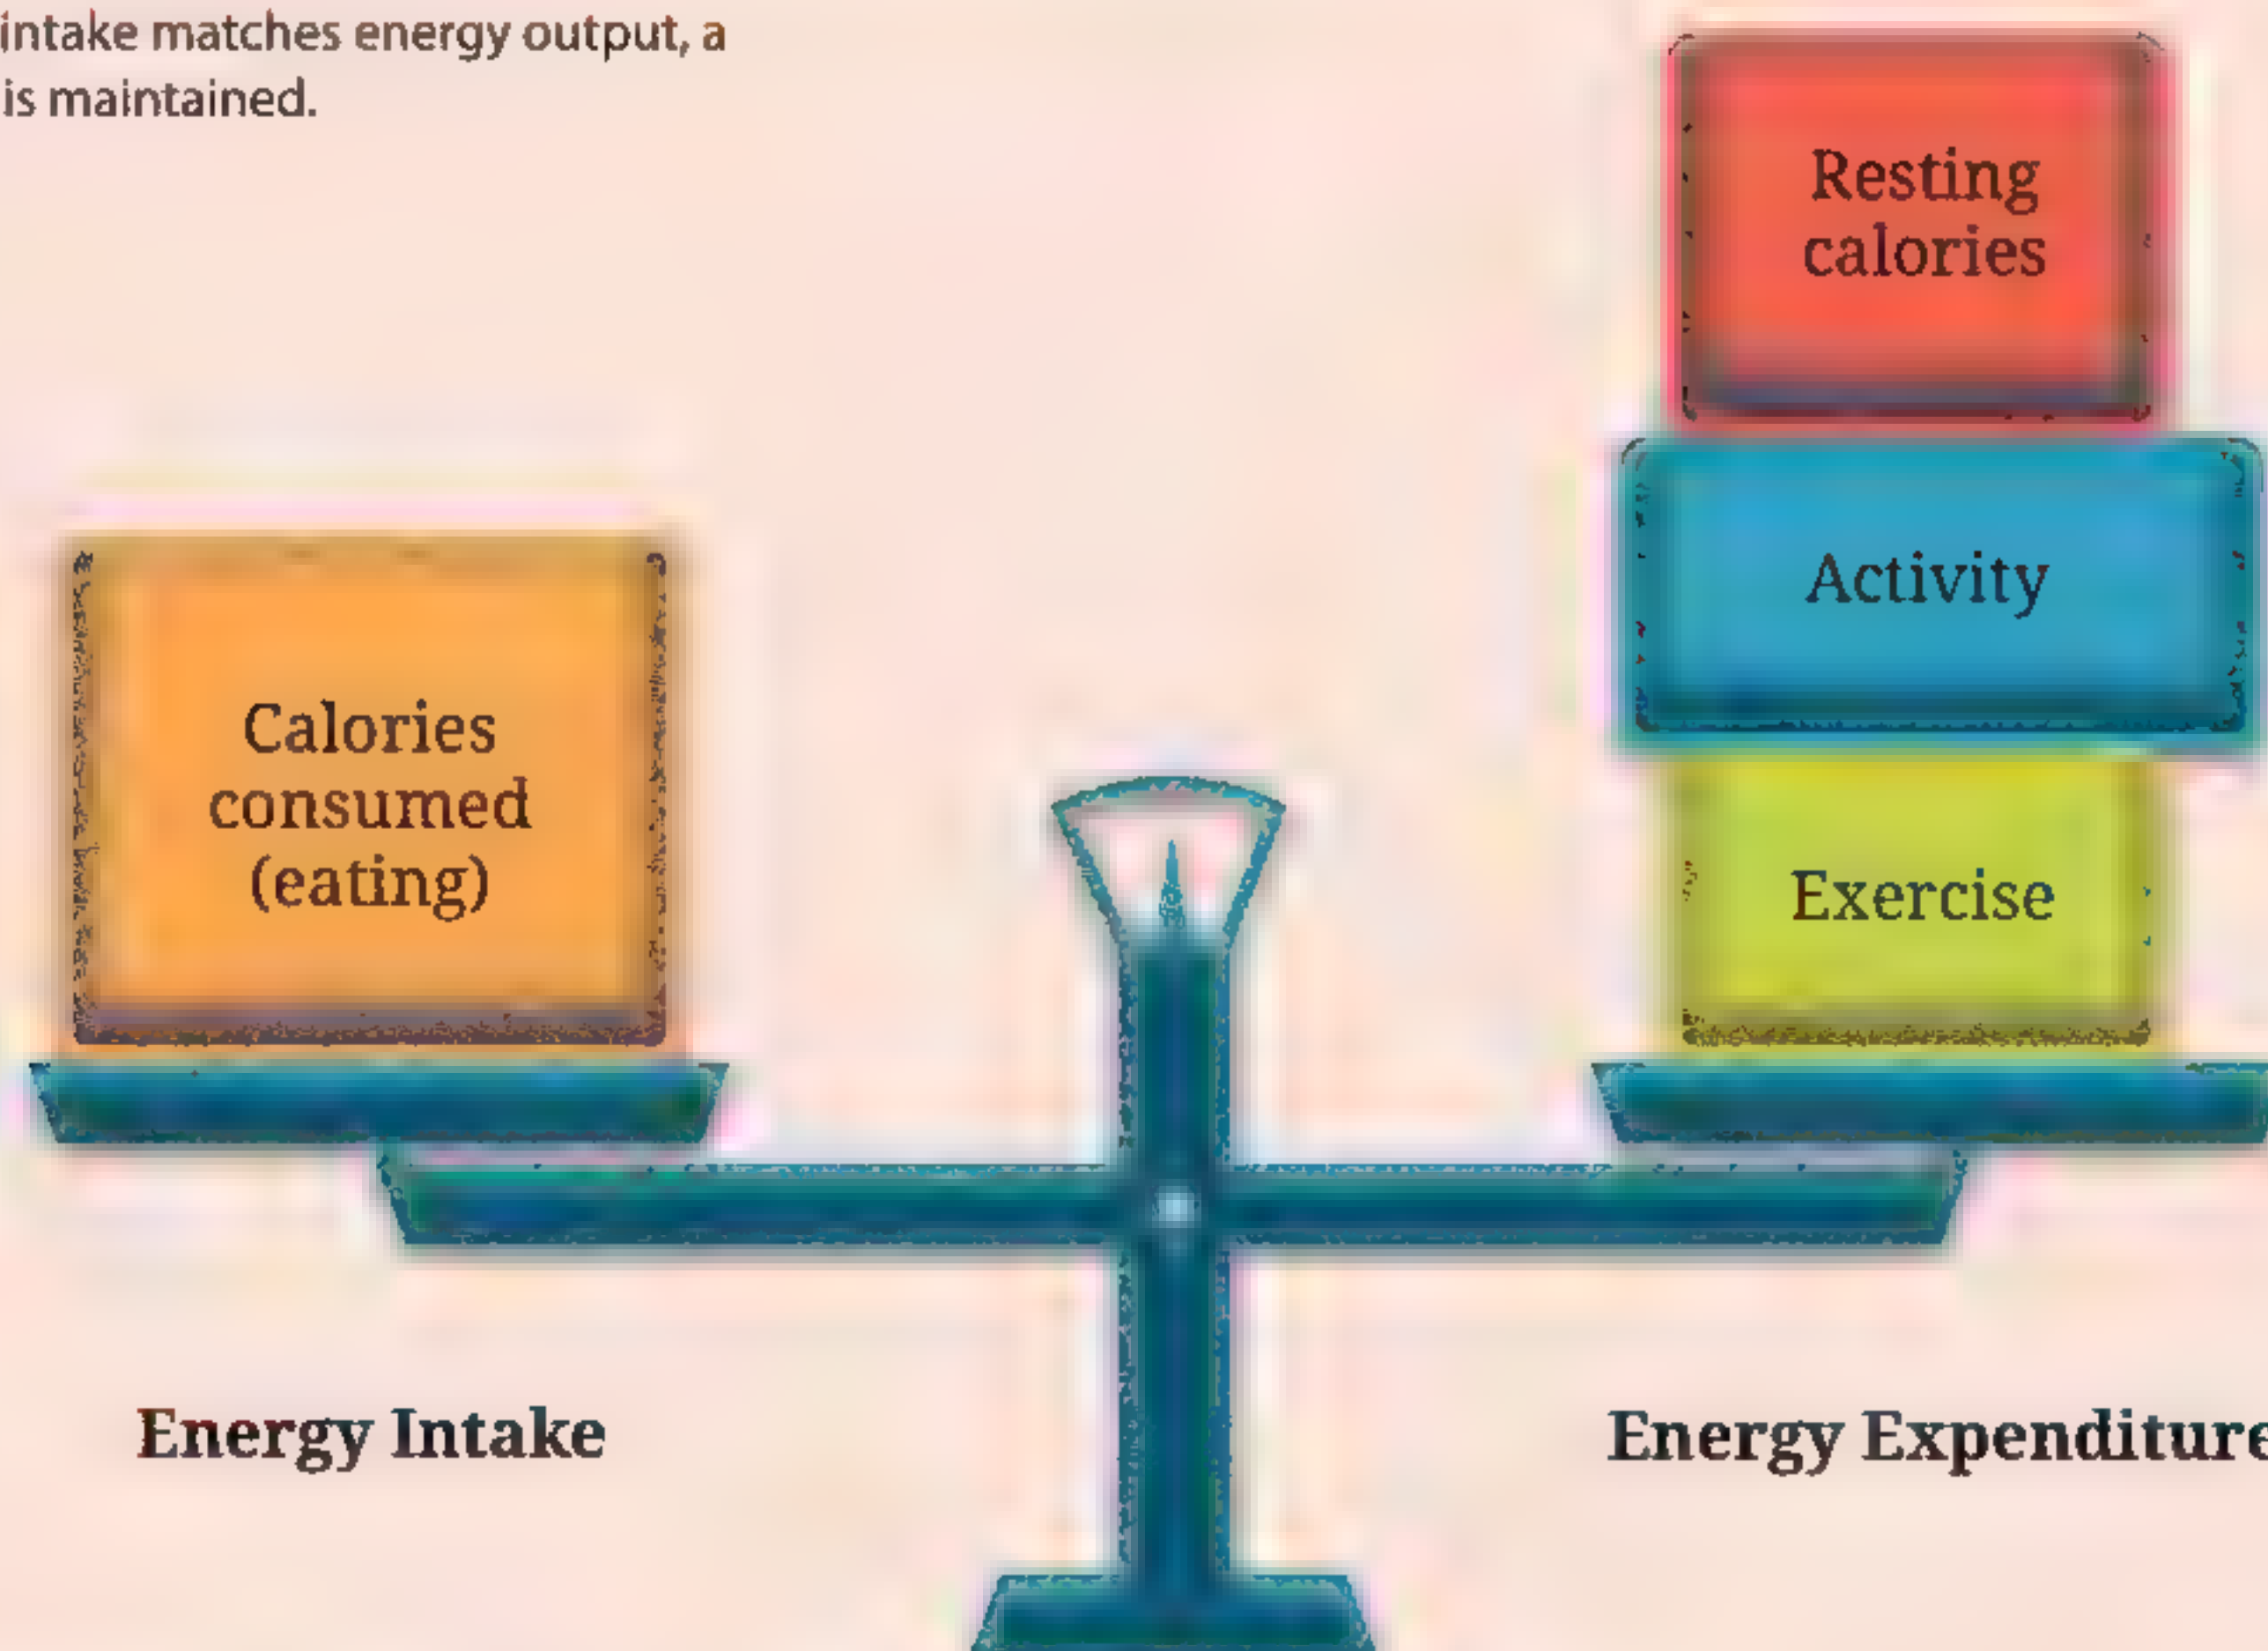 intake matches energy output, a
is maintained.
Resting
calories
Activity
Exercise
Calories
consumed
(eating)
Energy Intake
Energy Expenditure